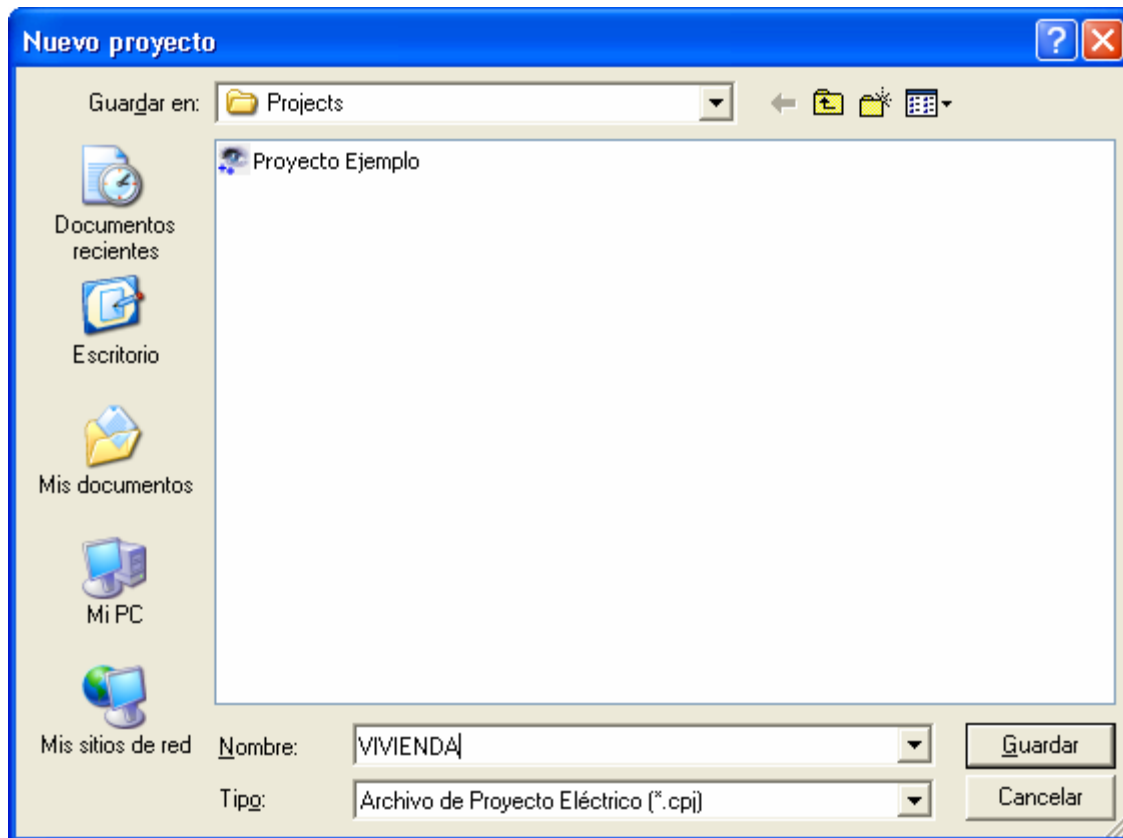 Nuevo proyecto
?
Guardar en: Projects
Proyecto Ejemplo
Documentos
recientes
Escritorio
Mis documentos
Mi PC
Mis sitios de red
Nombre: VIVIENDA Guardar
Tipo: Archivo de Proyecto Eléctrico (*.cpj) Cancelar